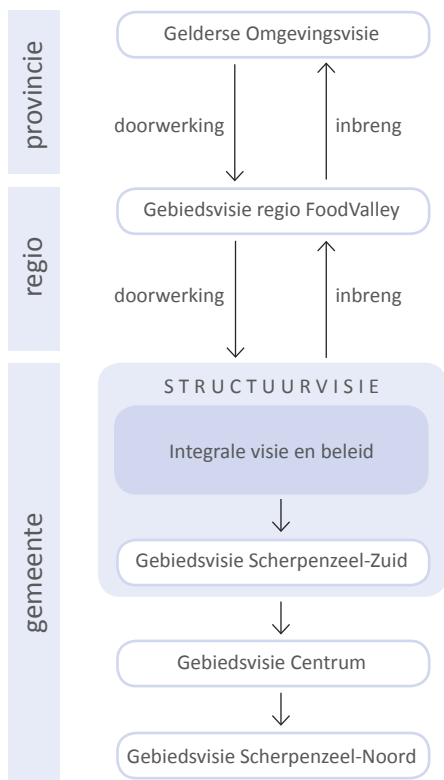 provincie
Gelderse Omgevingsvisie
doorwerking
inbreng
regio
Gebiedsvisie regio FoodValley
doorwerking
inbreng
gemeente
STRUCTUURVISIE
Integrale visie en beleid
Gebiedsvisie Scherpenzeel-Zuid
Gebiedsvisie Centrum
Gebiedsvisie Scherpenzeel-Noord